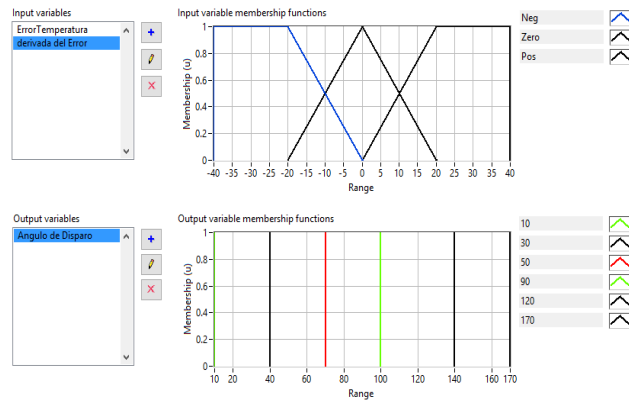 Input variables
ErrorTemperatura
derivada del Error
Input variable membership functions
Membership (u)
1
0.8
0.6
0.4
0.2
0
-40 -35 -30 -25 -20 -15 -10 -5 0 5 10 15 20 25 30 35 40
Range
Neg
Zero
Pos
Output variables
Angulo de Disparo
Output variable membership functions
Membership (u)
1
0.8
0.6
0.4
0.2
0
10 20 40 60 80 100 120 140 160 170
Range
10
30
50
90
120
170